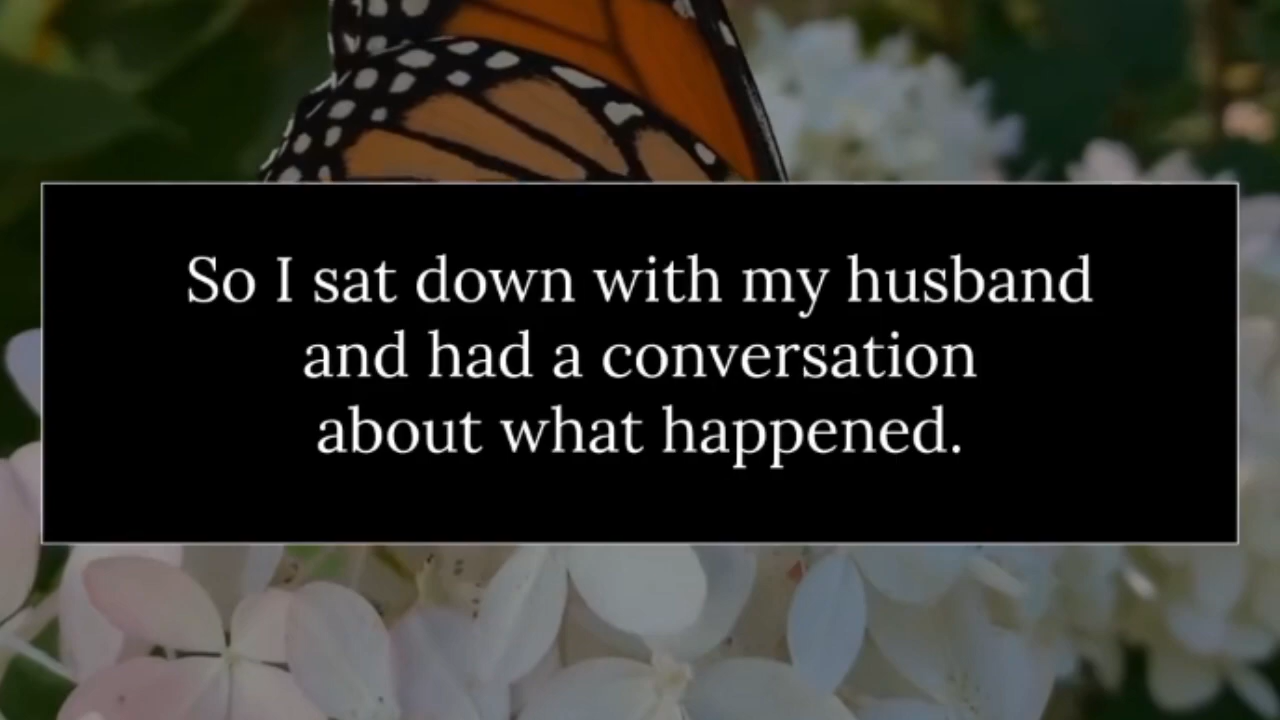 So I sat down with my husband
and had a conversation
about what happened.